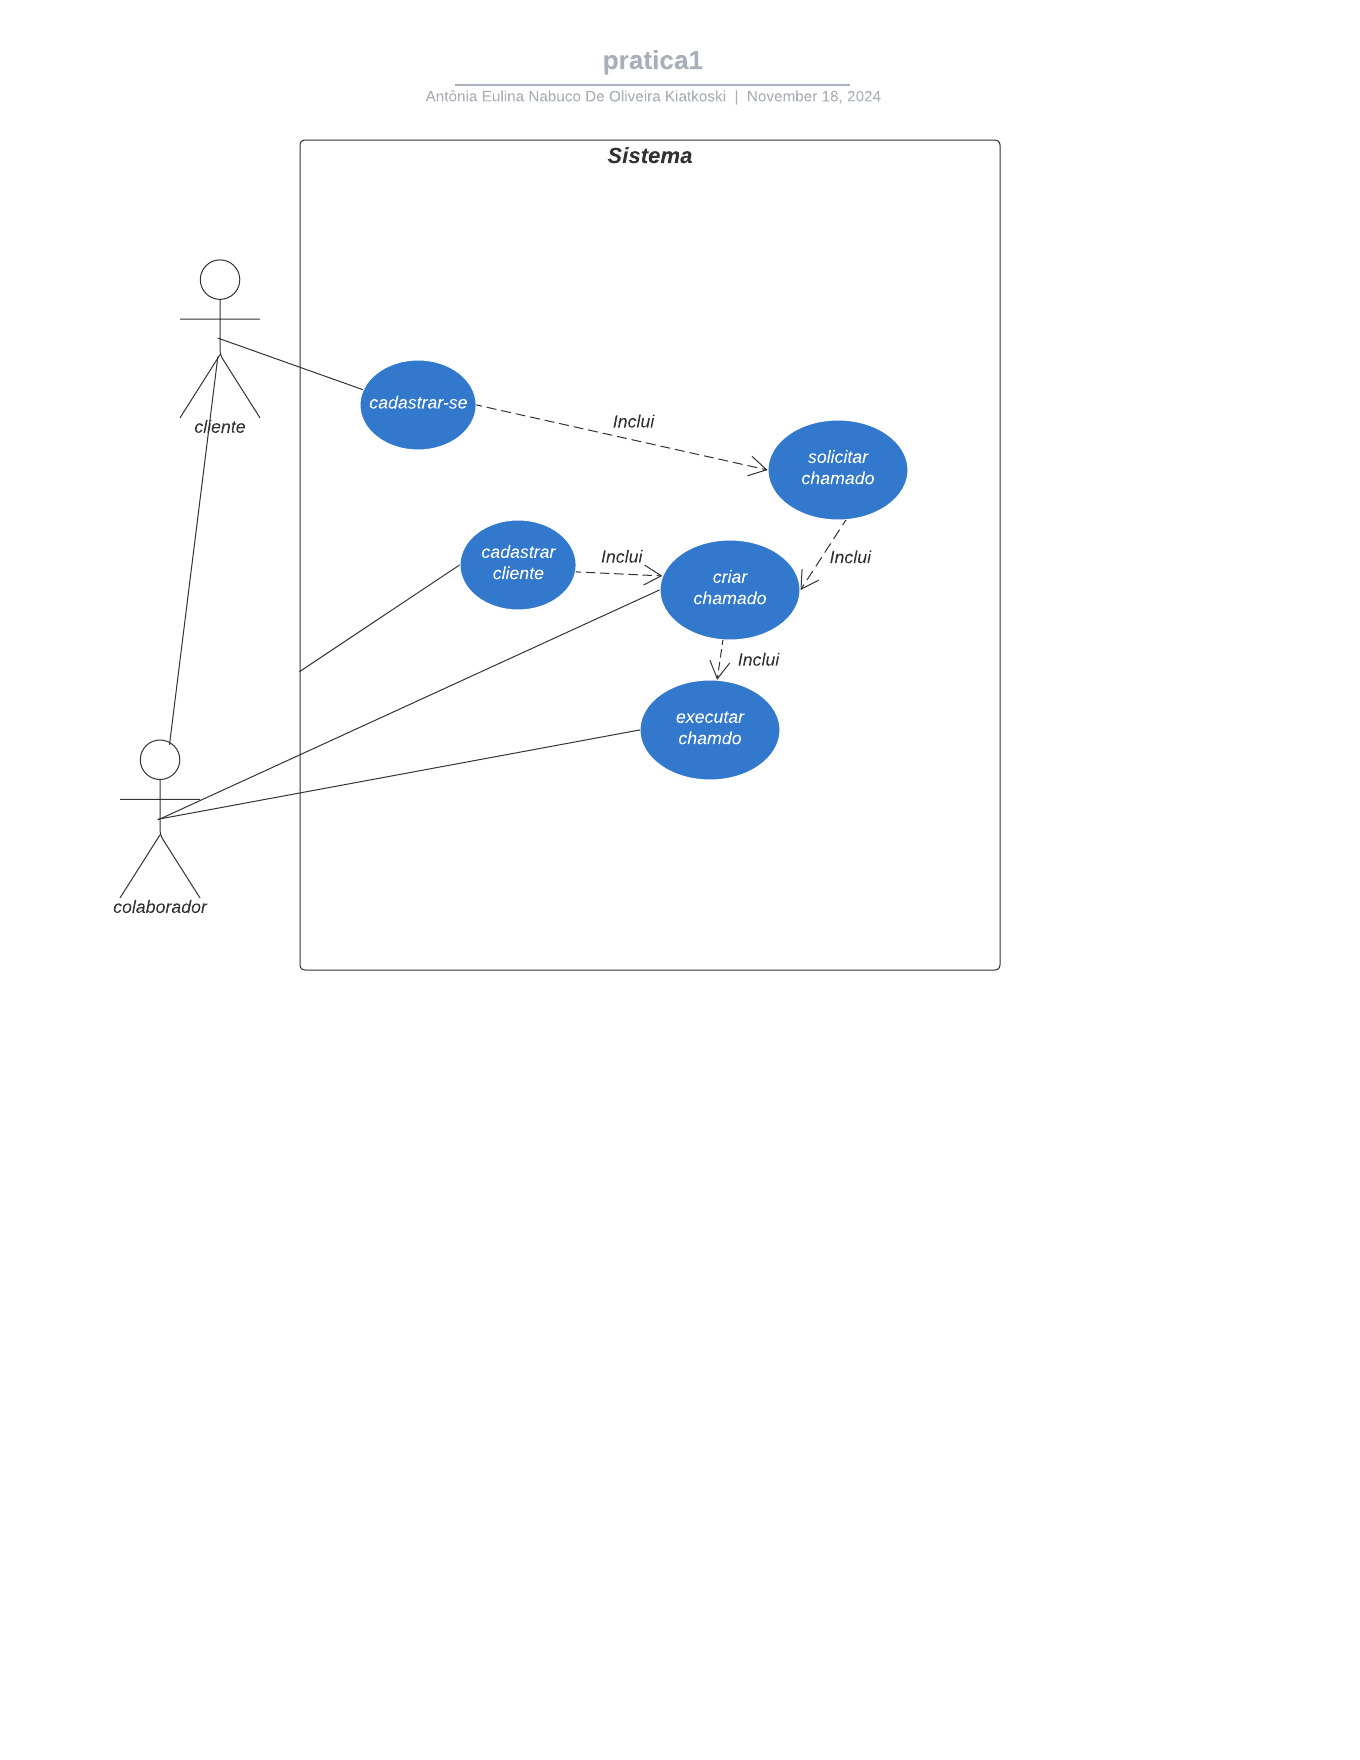 pratica1
Antônia Eulina Nabuco De Oliveira Kiatkoski | November 18, 2024
Sistema
cliente
cadastrar-se
Inclui
solicitar
chamado
cadastrar
cliente
Inclui
criar
chamado
Inclui
Inclui
executar
chamdo
colaborador